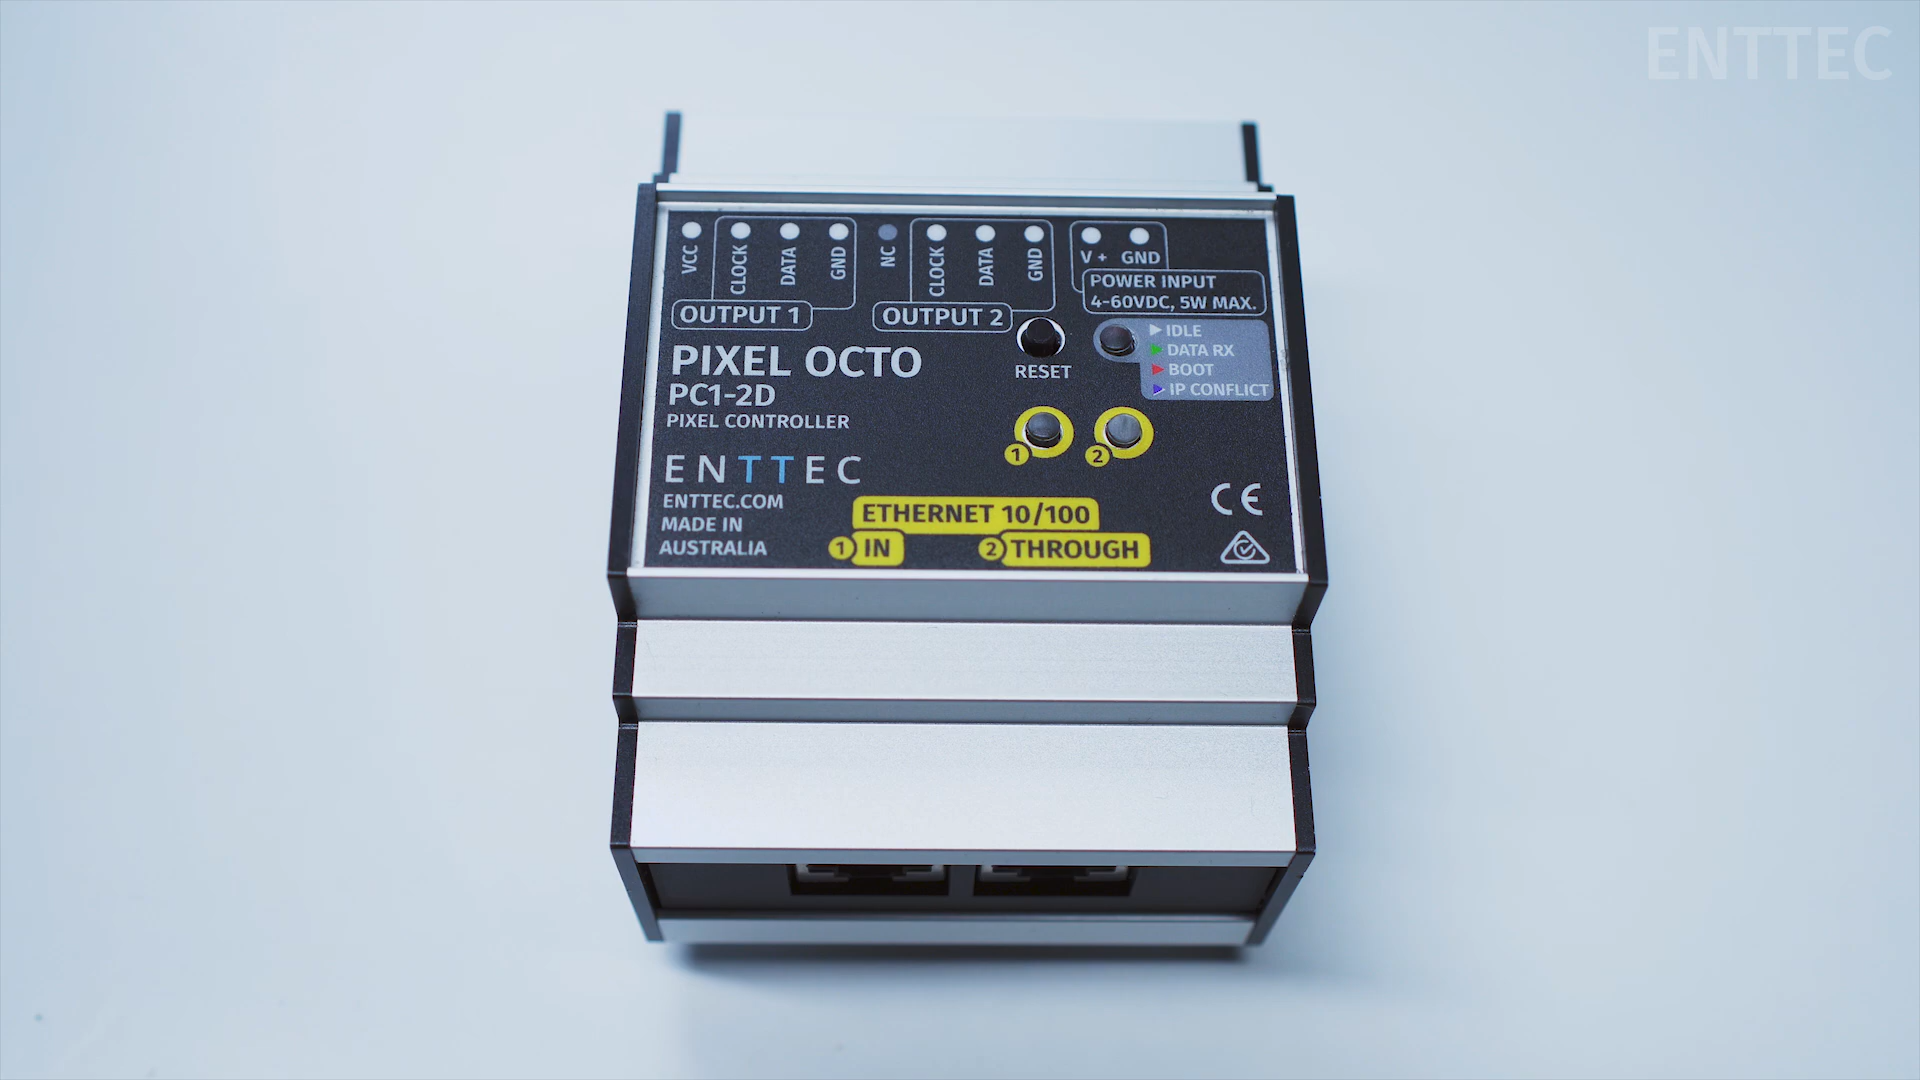 ENTTEC
VCC
CLOCK
DATA
GND
NC
CLOCK
DATA
GND
V + GND
OUTPUT 1
OUTPUT 2
POWER INPUT
4-60VDC, 5W MAX.
PIXEL OCTO
PC1-2D
PIXEL CONTROLLER
RESET
IDLE
DATA RX
BOOT
IP CONFLICT
1
2
ENTTEC
ENTTEC.COM
MADE IN
AUSTRALIA
ETHERNET 10/100
1 IN
2 THROUGH
CE